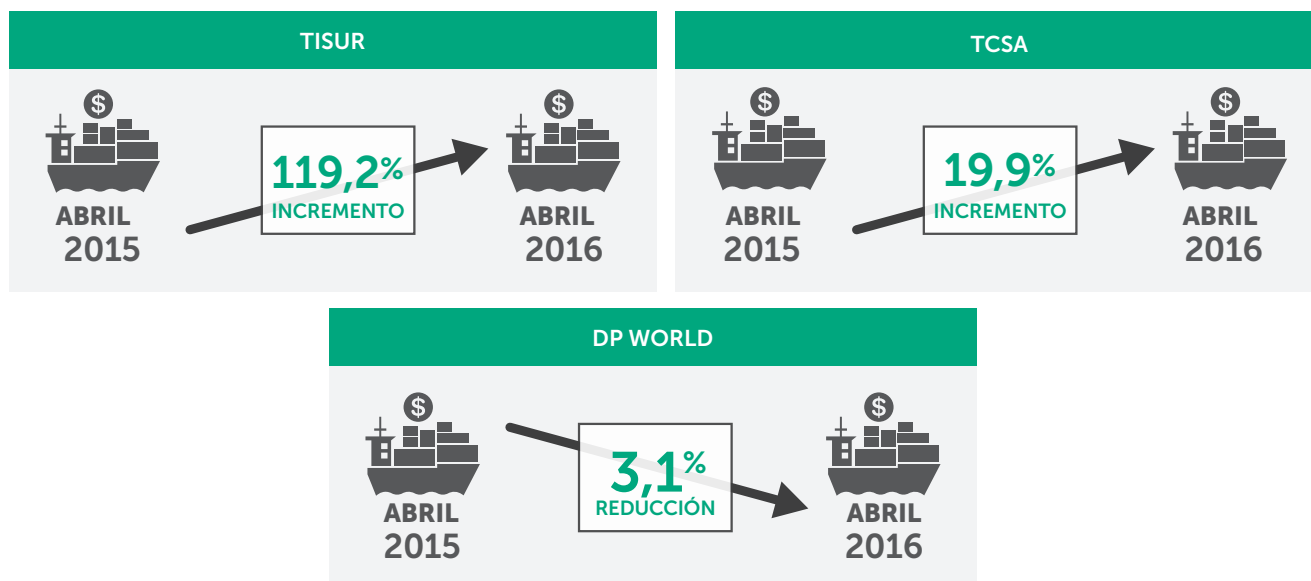 TISUR
$
$
119,2%
INCREMENTO
ABRIL
2015
ABRIL
2016
TCSA
$
$
19,9%
INCREMENTO
ABRIL
2015
ABRIL
2016
DP WORLD
$
$
3,1%
REDUCCIÓN
ABRIL
2015
ABRIL
2016